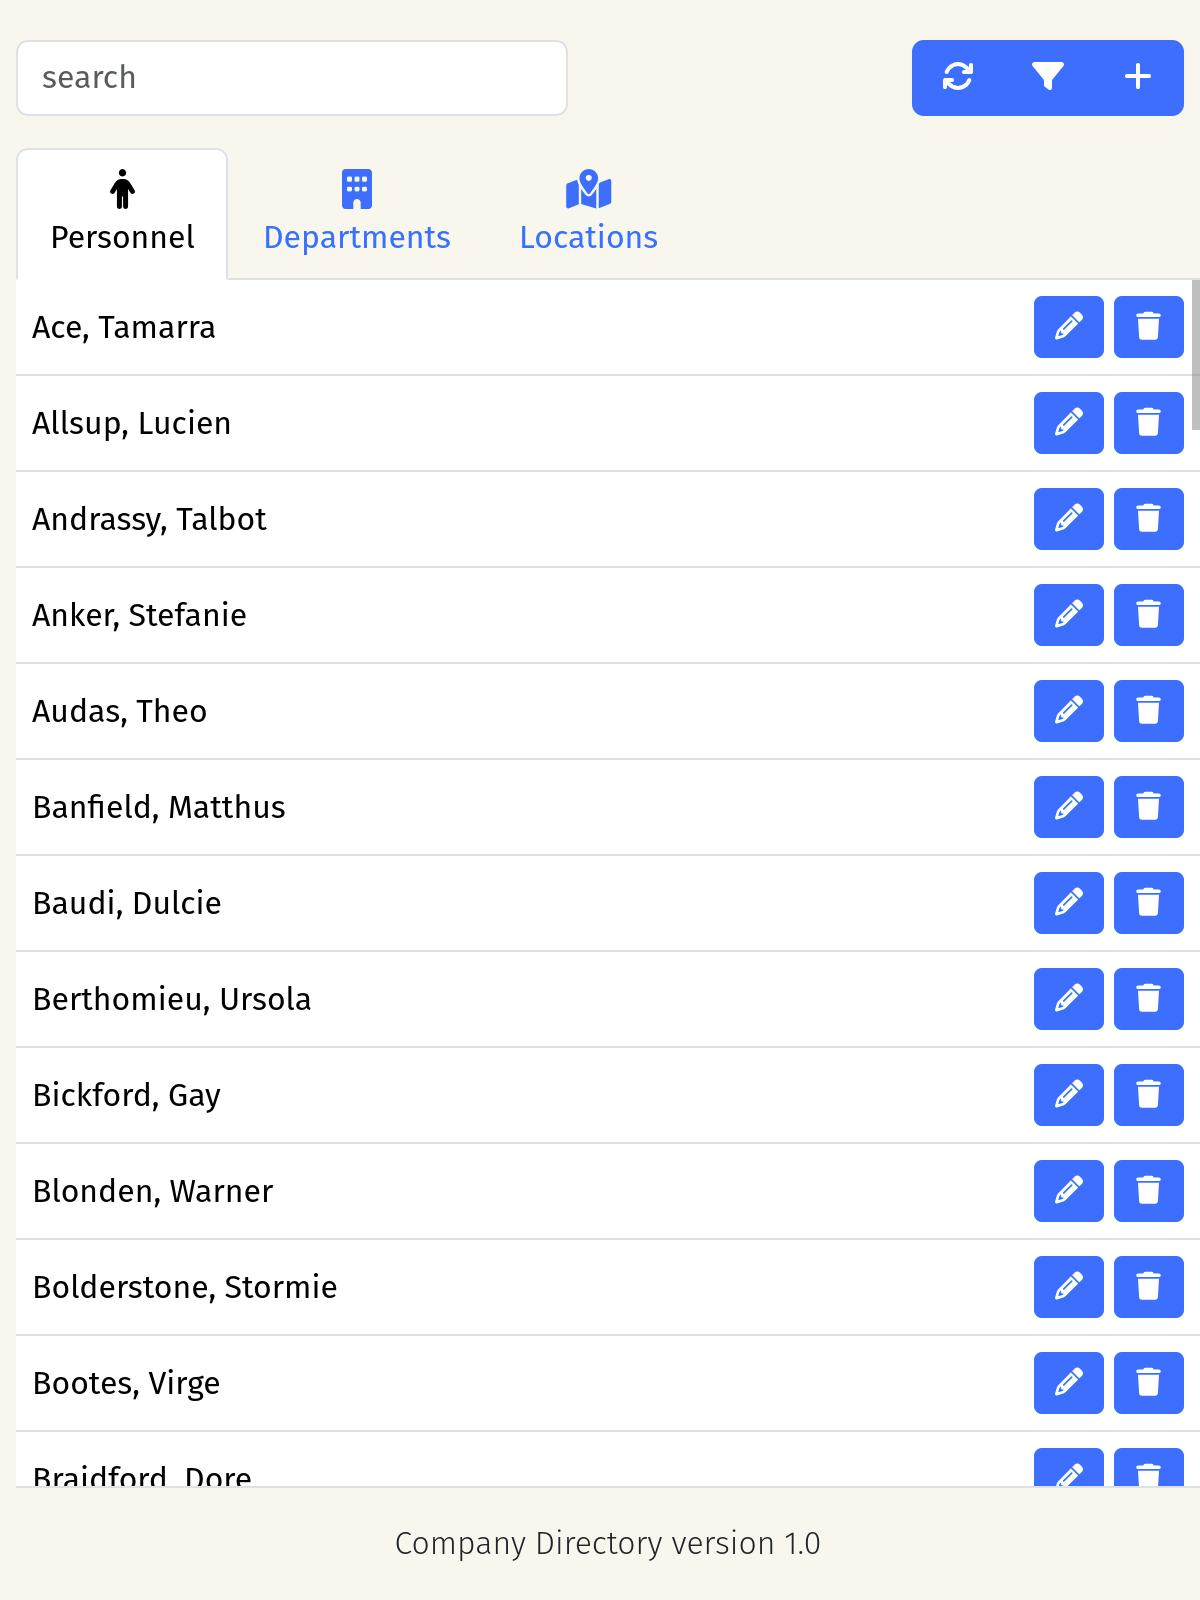 search
Personnel
Departments
Locations
Ace, Tamarra
Allsup, Lucien
Andrassy, Talbot
Anker, Stefanie
Audas, Theo
Banfield, Matthus
Baudi, Dulcie
Berthomieu, Ursola
Bickford, Gay
Blonden, Warner
Bolderstone, Stormie
Bootes, Virge
Braidford, Dore
Company Directory version 1.0